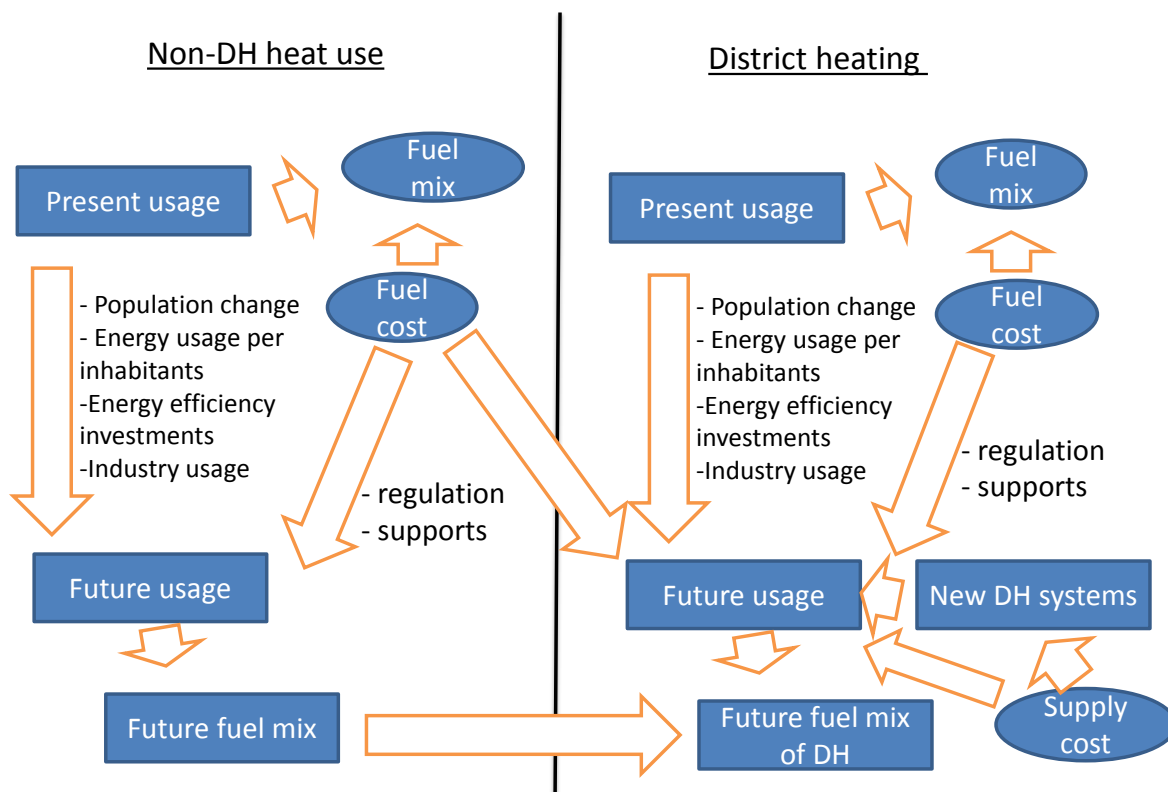 Non-DH heat use
Present usage
Fuel
mix
Fuel
cost
- Population change
- Energy usage per
inhabitants
-Energy efficiency
investments
-Industry usage
- regulation
- supports
Future usage
Future fuel mix
District heating
Present usage
Fuel
mix
Fuel
cost
- Population change
- Energy usage per
inhabitants
-Energy efficiency
investments
-Industry usage
- regulation
- supports
Future usage
New DH systems
Future fuel mix
of DH
Supply
cost